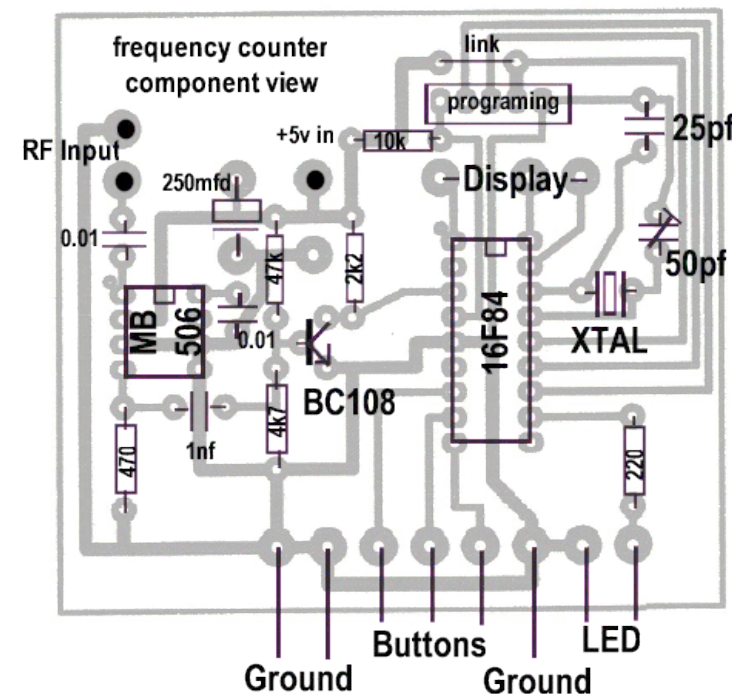 frequency counter
component view
link
programing
+5v in
10k
25pf
RF Input
250mfd
Display
0.01
47k
2k2
50pf
MB
506
0.01
16F84
XTAL
BC108
470
1nf
4k7
220
Buttons
LED
Ground
Ground